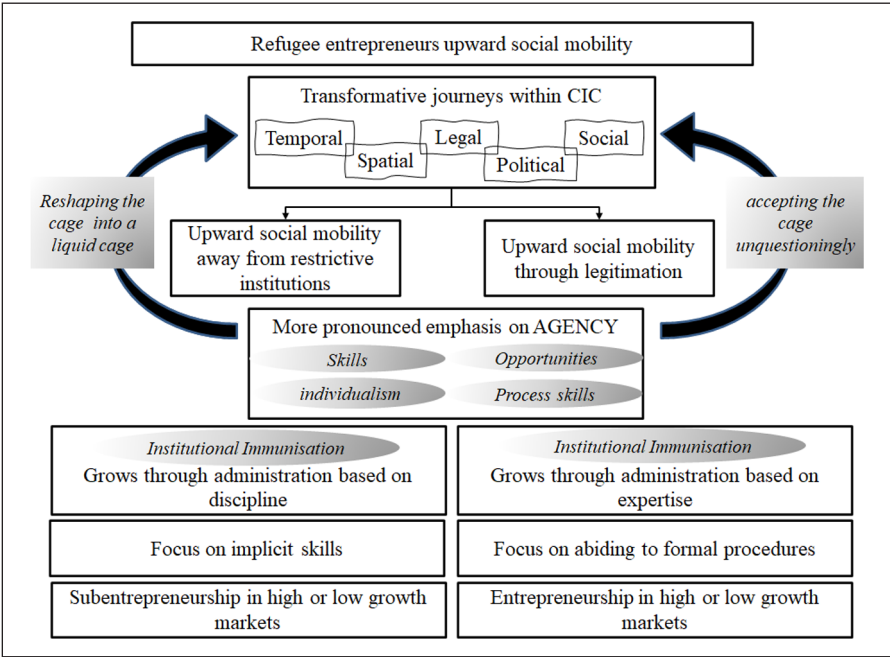 Refugee entrepreneurs upward social mobility
Transformative journeys within CIC
Temporal
Legal
Social
Spatial
Political
Reshaping the
cage into a
liquid cage
accepting the
cage
unquestioningly
Upward social mobility
away from restrictive
institutions
Upward social mobility
through legitimation
More pronounced emphasis on AGENCY
Skills
Opportunities
individualism
Process skills
Institutional Immunisation
Grows through administration based on
discipline
Institutional Immunisation
Grows through administration based on
expertise
Focus on implicit skills
Focus on abiding to formal procedures
Subentrepreneurship in high or low growth
markets
Entrepreneurship in high or low growth
markets